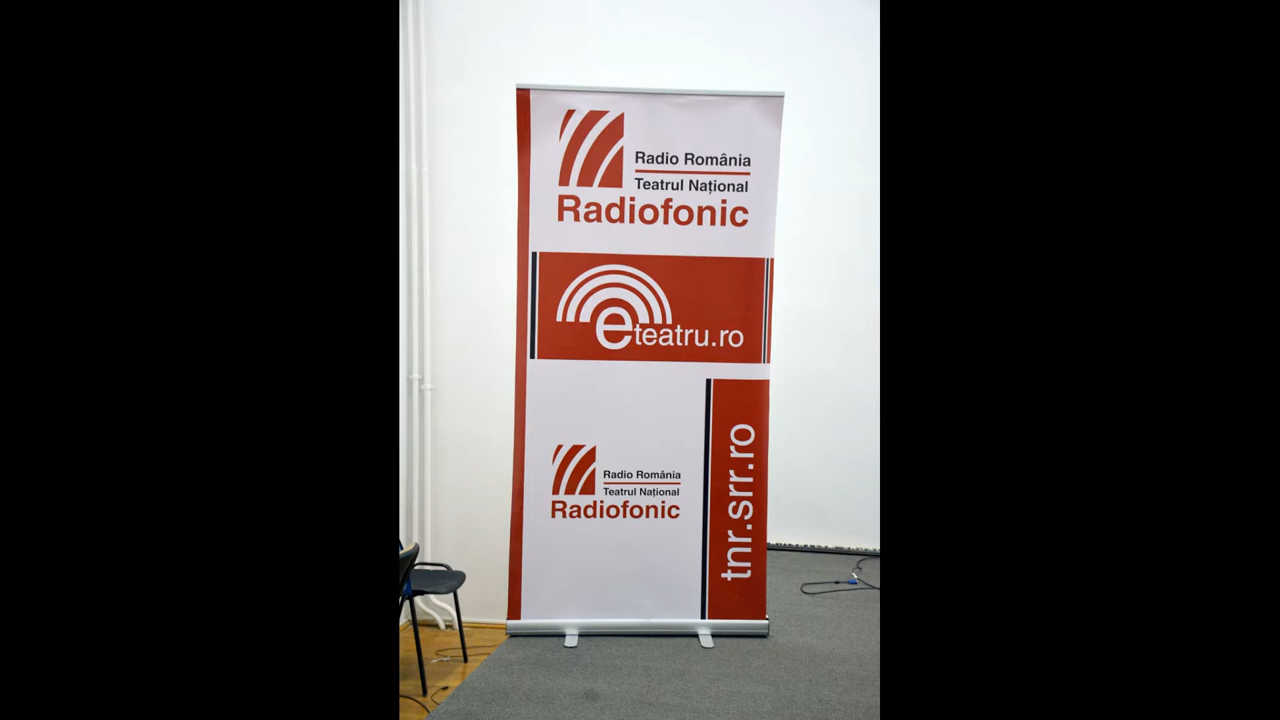 Radio România
Teatrul Național
Radiofonic
eteatru.ro
Radio România
Teatrul Național
Radiofonic
tnr.srr.ro